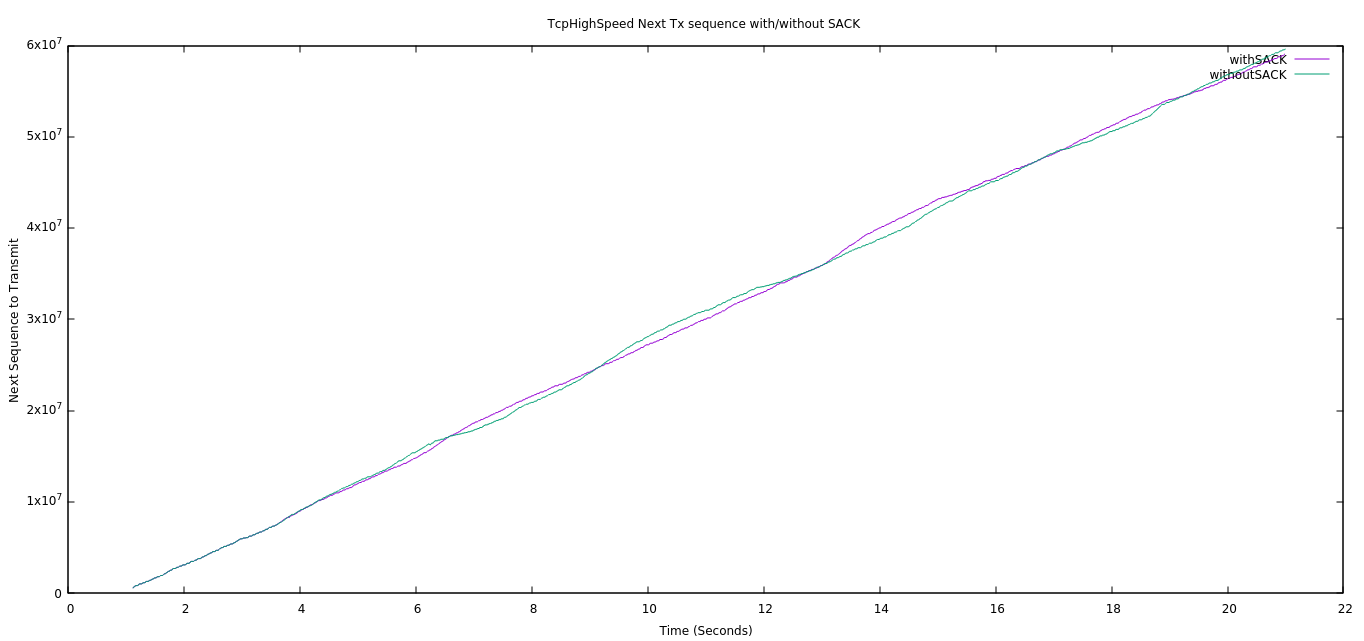 TcpHighSpeed Next Tx sequence with/without SACK
6x10^7
5x10^7
4x10^7
3x10^7
2x10^7
1x10^7
0
Next Sequence to Transmit
withSACK
withoutSACK
0 2 4 6 8 10 12 14 16 18 20 22
Time (Seconds)